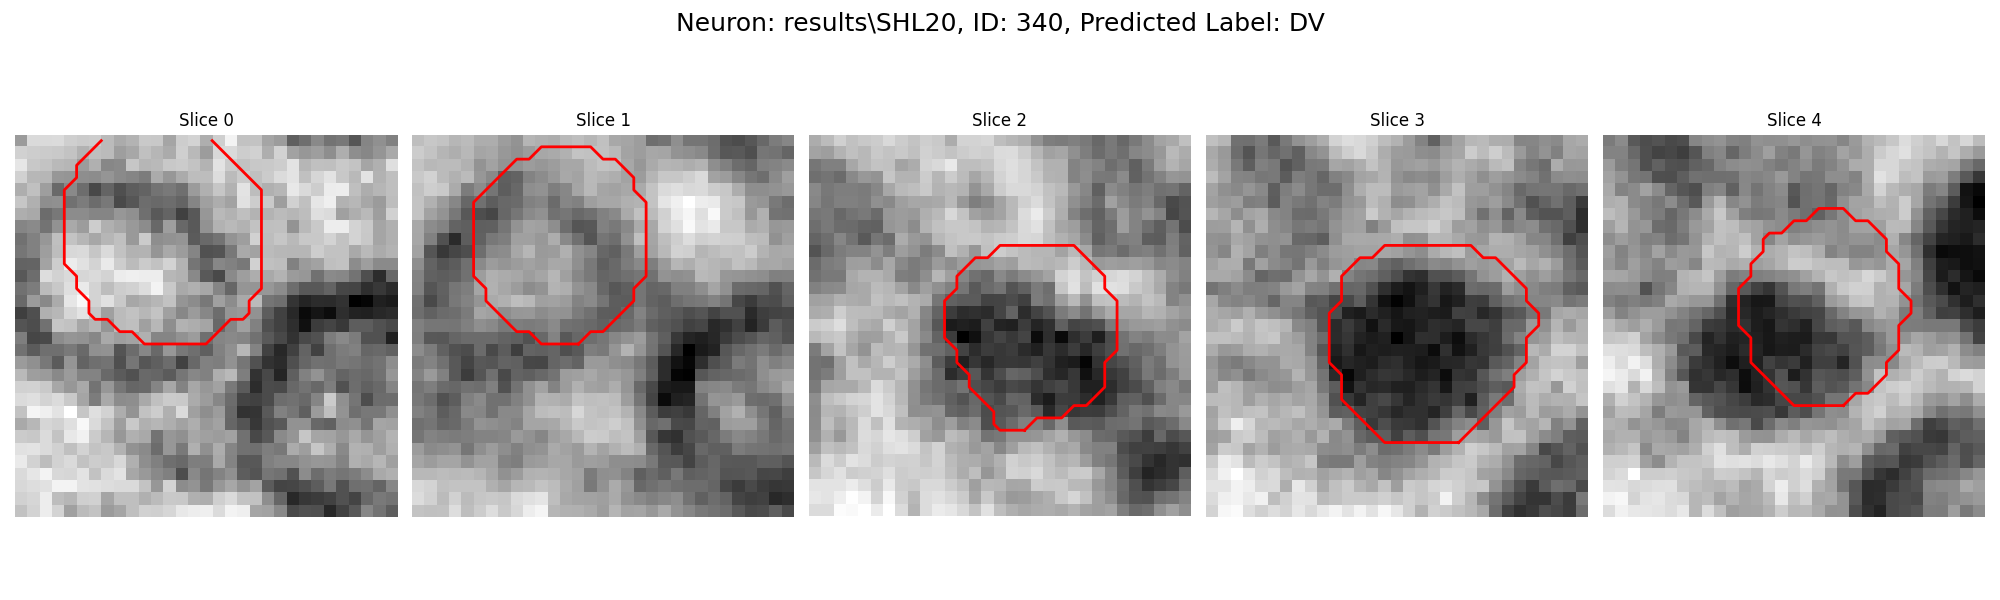 Neuron: results\SHL20, ID: 340, Predicted Label: DV
Slice 0
Slice 1
Slice 2
Slice 3
Slice 4